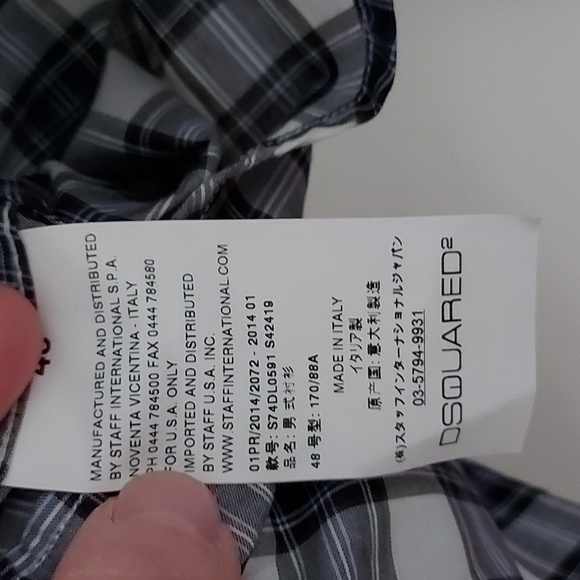 MANUFACTURED AND DISTRIBUTED
BY STAFF INTERNATIONAL S.P.A.
NOVENTA VICENTINA - ITALY
PH 0444 784500 FAX 0444 784580
FOR U.S.A. ONLY
IMPORTED AND DISTRIBUTED
BY STAFF U.S.A. INC.
WWW.STAFFINTERNATIONAL.COM
01PR/2014/2072 - 2014 01
款号: S74DL0591 S42419
品名: 男 式 衬衫
48 号型: 170/88A
MADE IN ITALY
イタリア製
原产国: 意大利製造
(株)スタッフインターナショナルジャパン
03-5794-9931
DSQUARED2